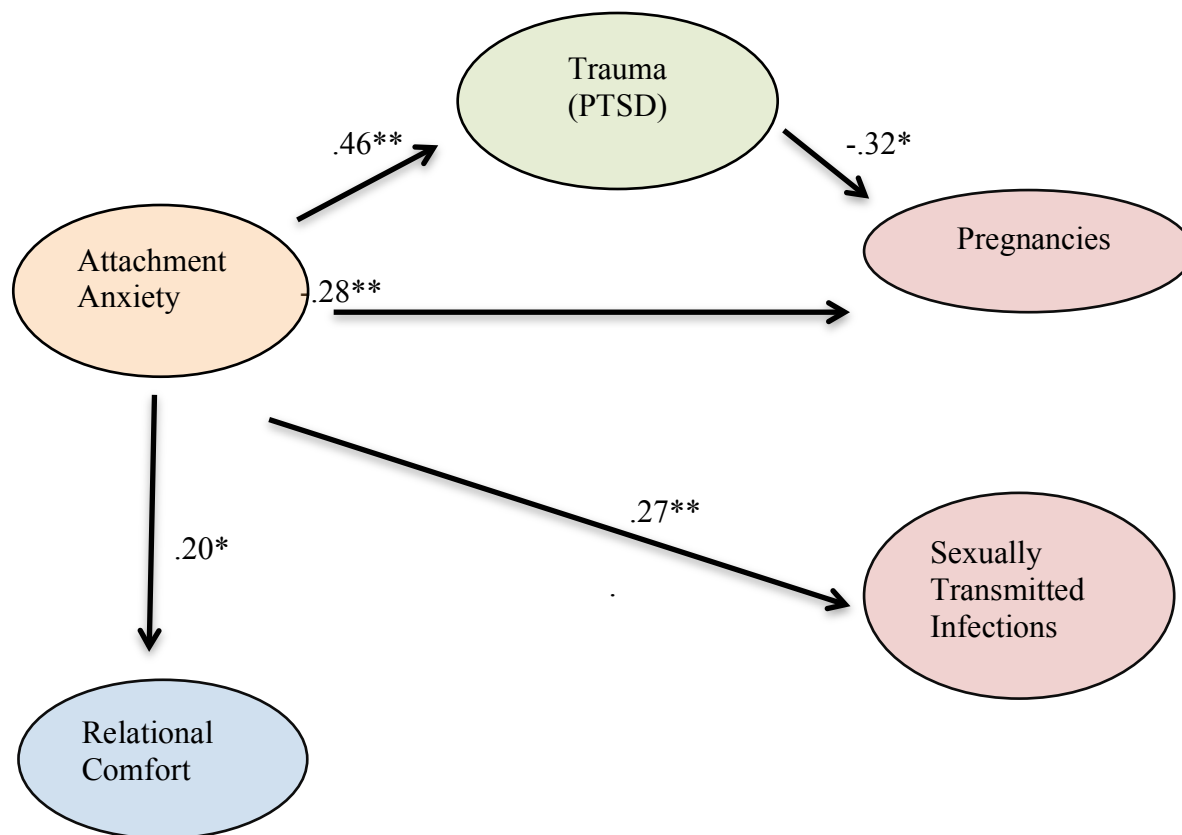 Trauma
(PTSD)
.46**
-.32*
Pregnancies
Attachment
Anxiety
-.28**
.27**
.20*
Sexually
Transmitted
Infections
.
Relational
Comfort